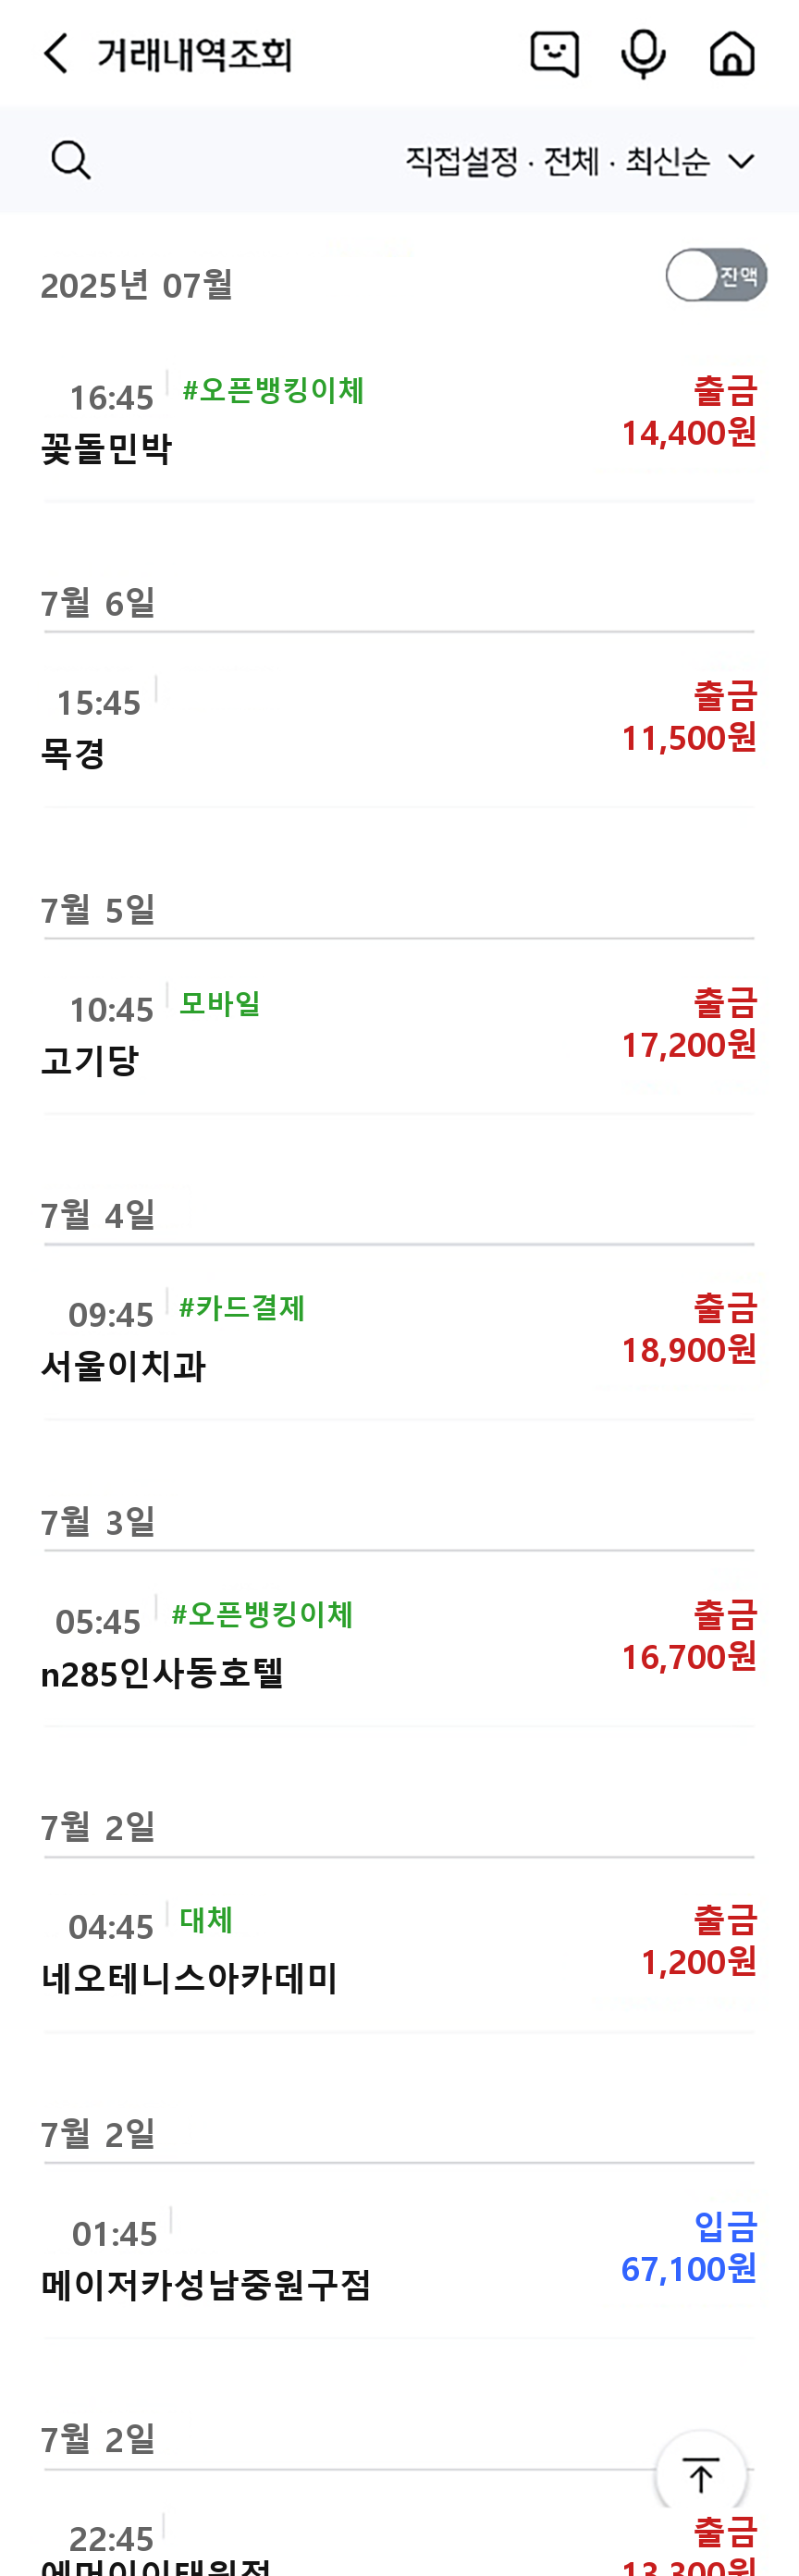 거래내역조회
직접설정 · 전체 · 최신순
2025년 07월
잔액
16:45 #오픈뱅킹이체
출금
꽃돌민박
14,400원
7월 6일
15:45
출금
목경
11,500원
7월 5일
10:45 모바일
출금
고기당
17,200원
7월 4일
09:45 #카드결제
출금
서울이치과
18,900원
7월 3일
05:45 #오픈뱅킹이체
출금
n285인사동호텔
16,700원
7월 2일
04:45 대체
출금
네오테니스아카데미
1,200원
7월 2일
01:45
입금
메이저카성남중원구점
67,100원
7월 2일
22:45
출금
13,300원